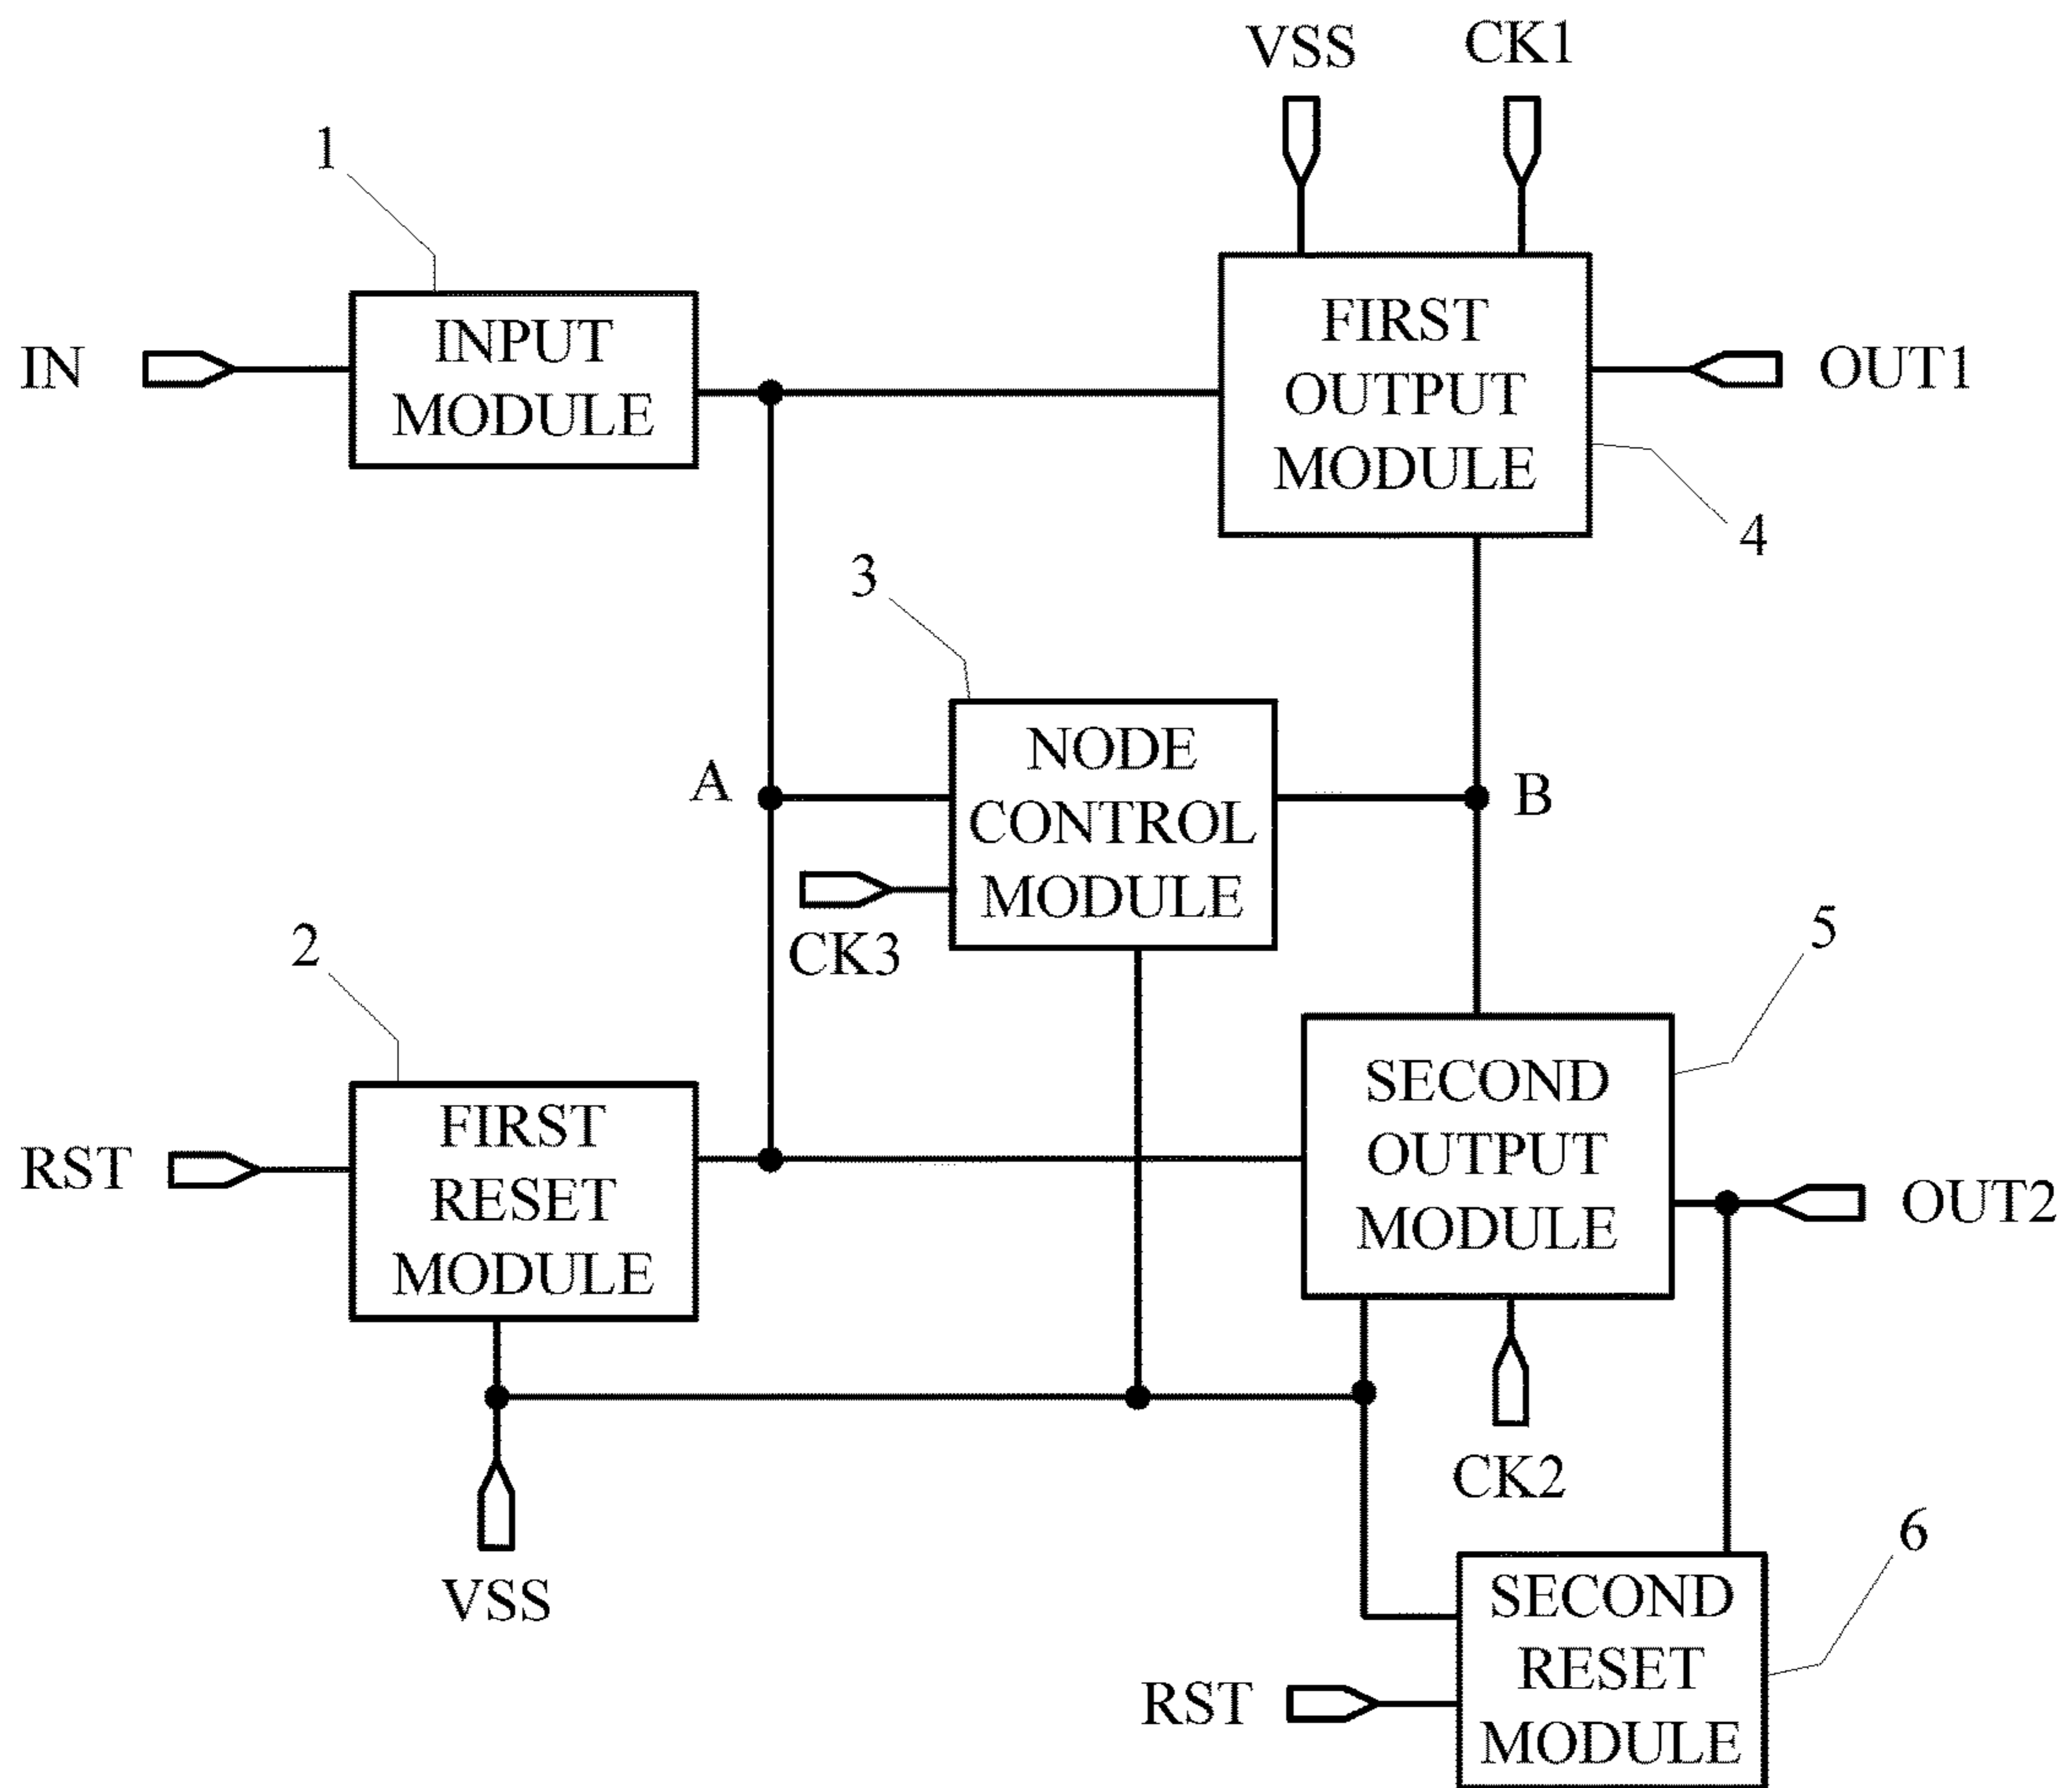 VSS
CK1
1
INPUT
MODULE
IN
FIRST
OUTPUT
MODULE
OUT1
4
3
NODE
CONTROL
MODULE
A
B
CK3
2
5
FIRST
RESET
MODULE
RST
SECOND
OUTPUT
MODULE
OUT2
CK2
VSS
6
SECOND
RESET
MODULE
RST